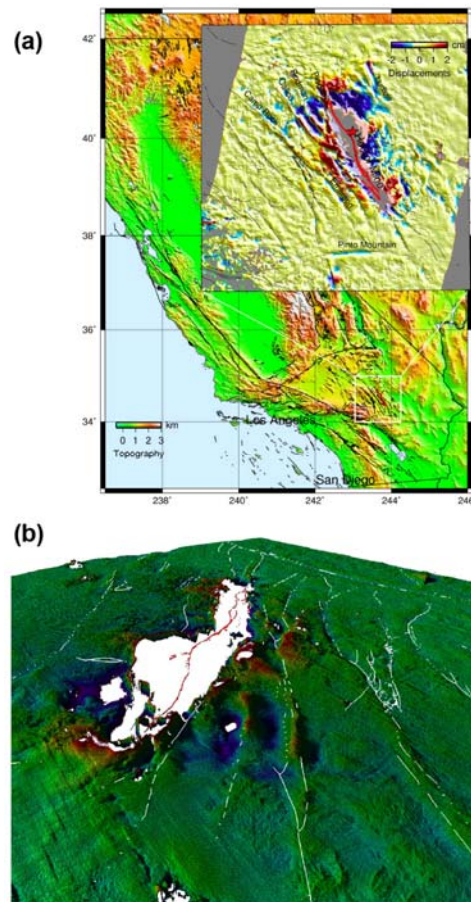 (a)
42'
40'
38'
36'
34'
cm
-2 -1 0 1 2
Displacements
Pinto Mountain
Los Angeles
San Diego
km
0 1 2 3
Topography
238'
240'
242'
244'
246
(b)